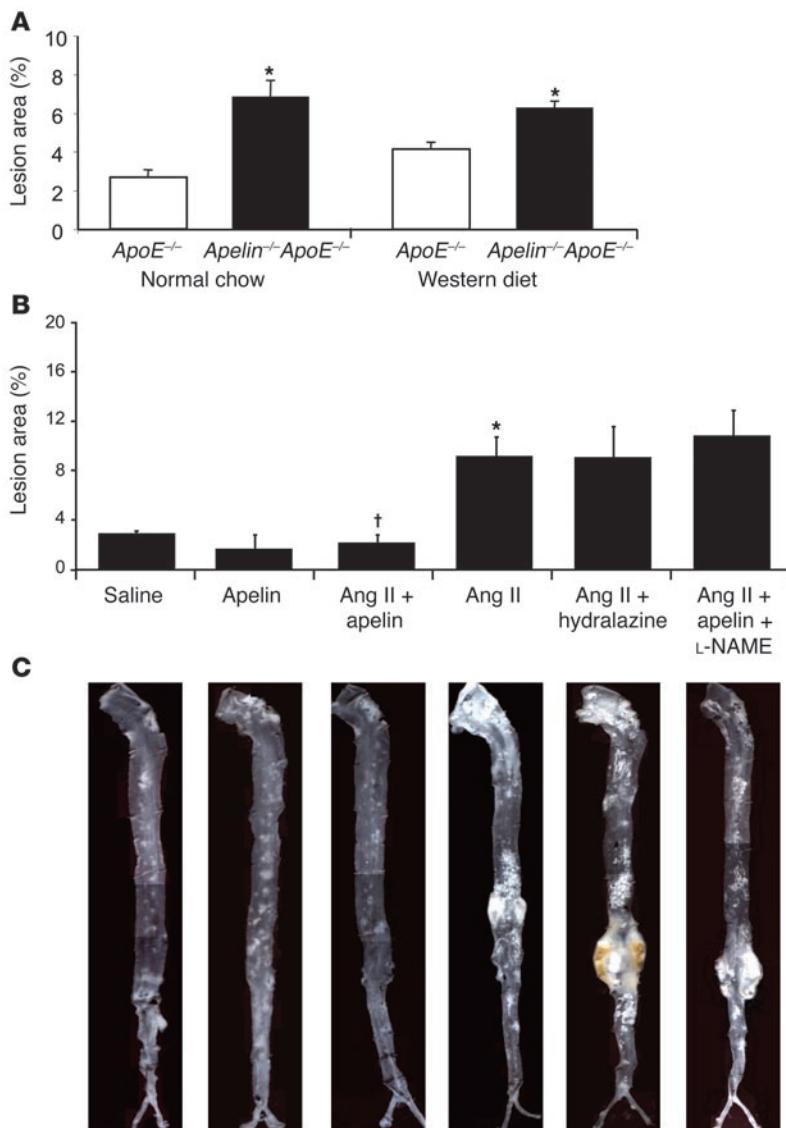 A
Lesion area (%)
10
8
6
4
2
0
*
*
ApoE–/– Apelin–/–ApoE–/– ApoE–/– Apelin–/–ApoE–/–
Normal chow Western diet
B
Lesion area (%)
20
16
12
8
4
0
†
*
Saline Apelin Ang II + apelin Ang II Ang II + hydralazine Ang II + apelin + L-NAME
C